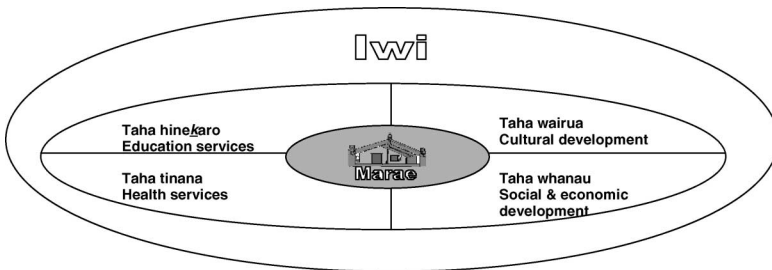 Iwi
Taha hinekaro
Education services
Taha wairua
Cultural development
Marae
Taha tinana
Health services
Taha whanau
Social & economic
development